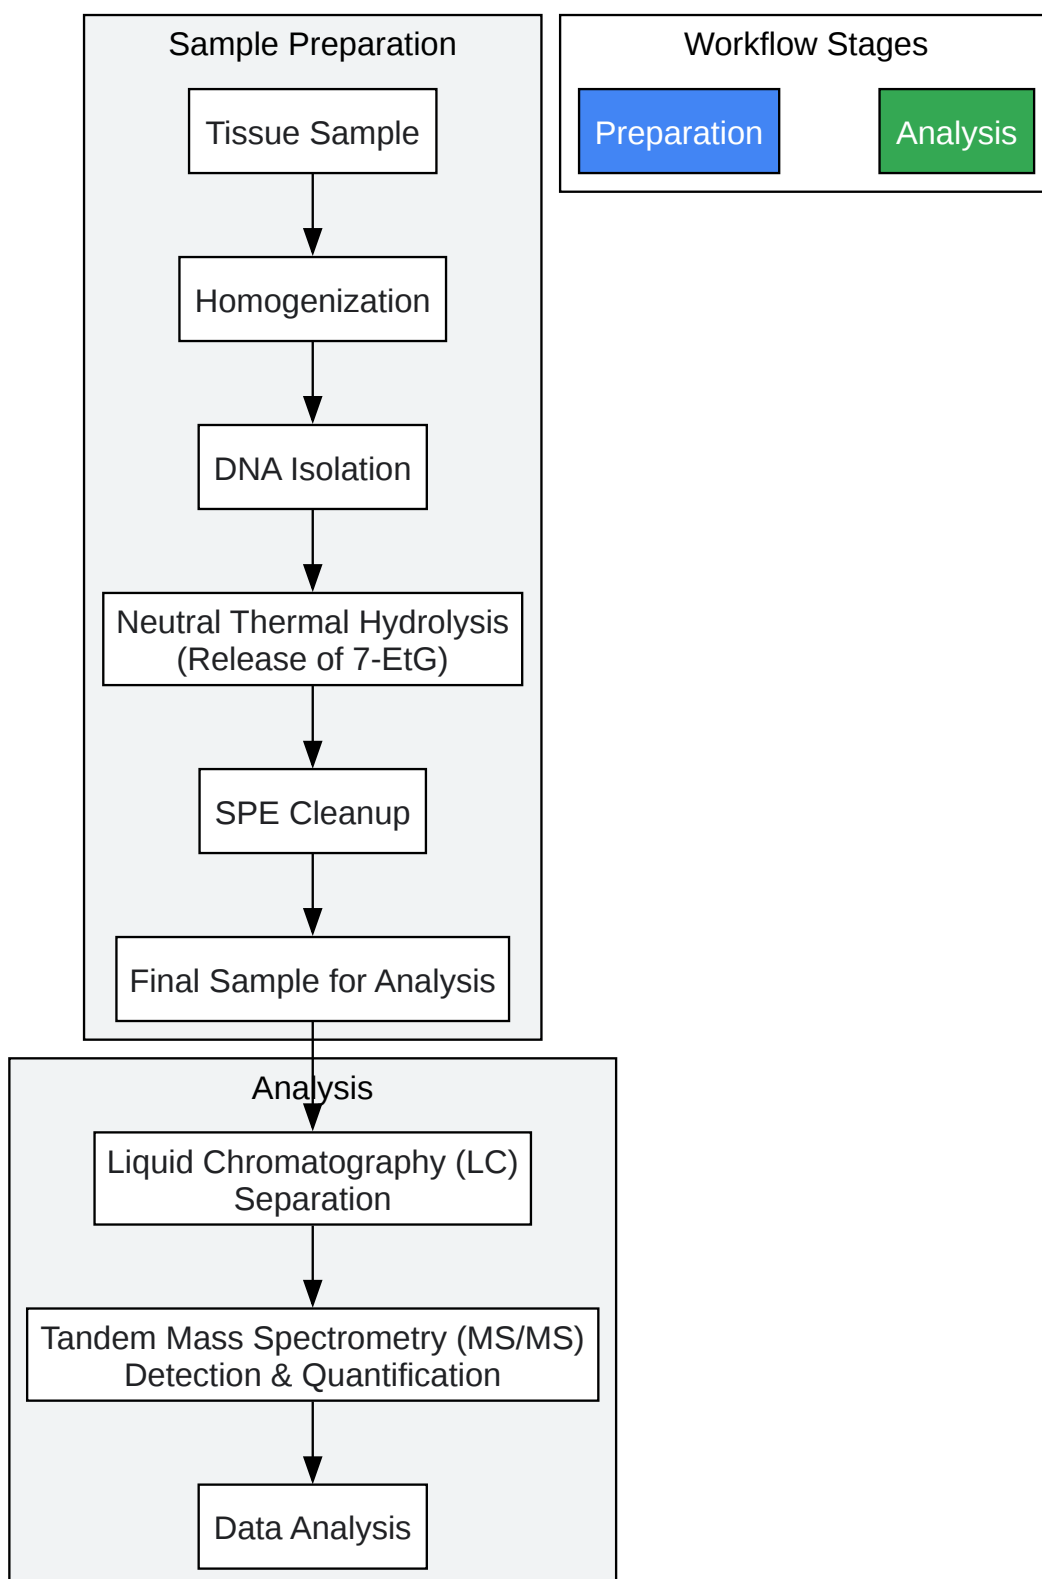 Sample Preparation
Tissue Sample
Homogenization
DNA Isolation
Neutral Thermal Hydrolysis
(Release of 7-EtG)
SPE Cleanup
Final Sample for Analysis
Workflow Stages
Preparation
Analysis
Analysis
Liquid Chromatography (LC)
Separation
Tandem Mass Spectrometry (MS/MS)
Detection & Quantification
Data Analysis